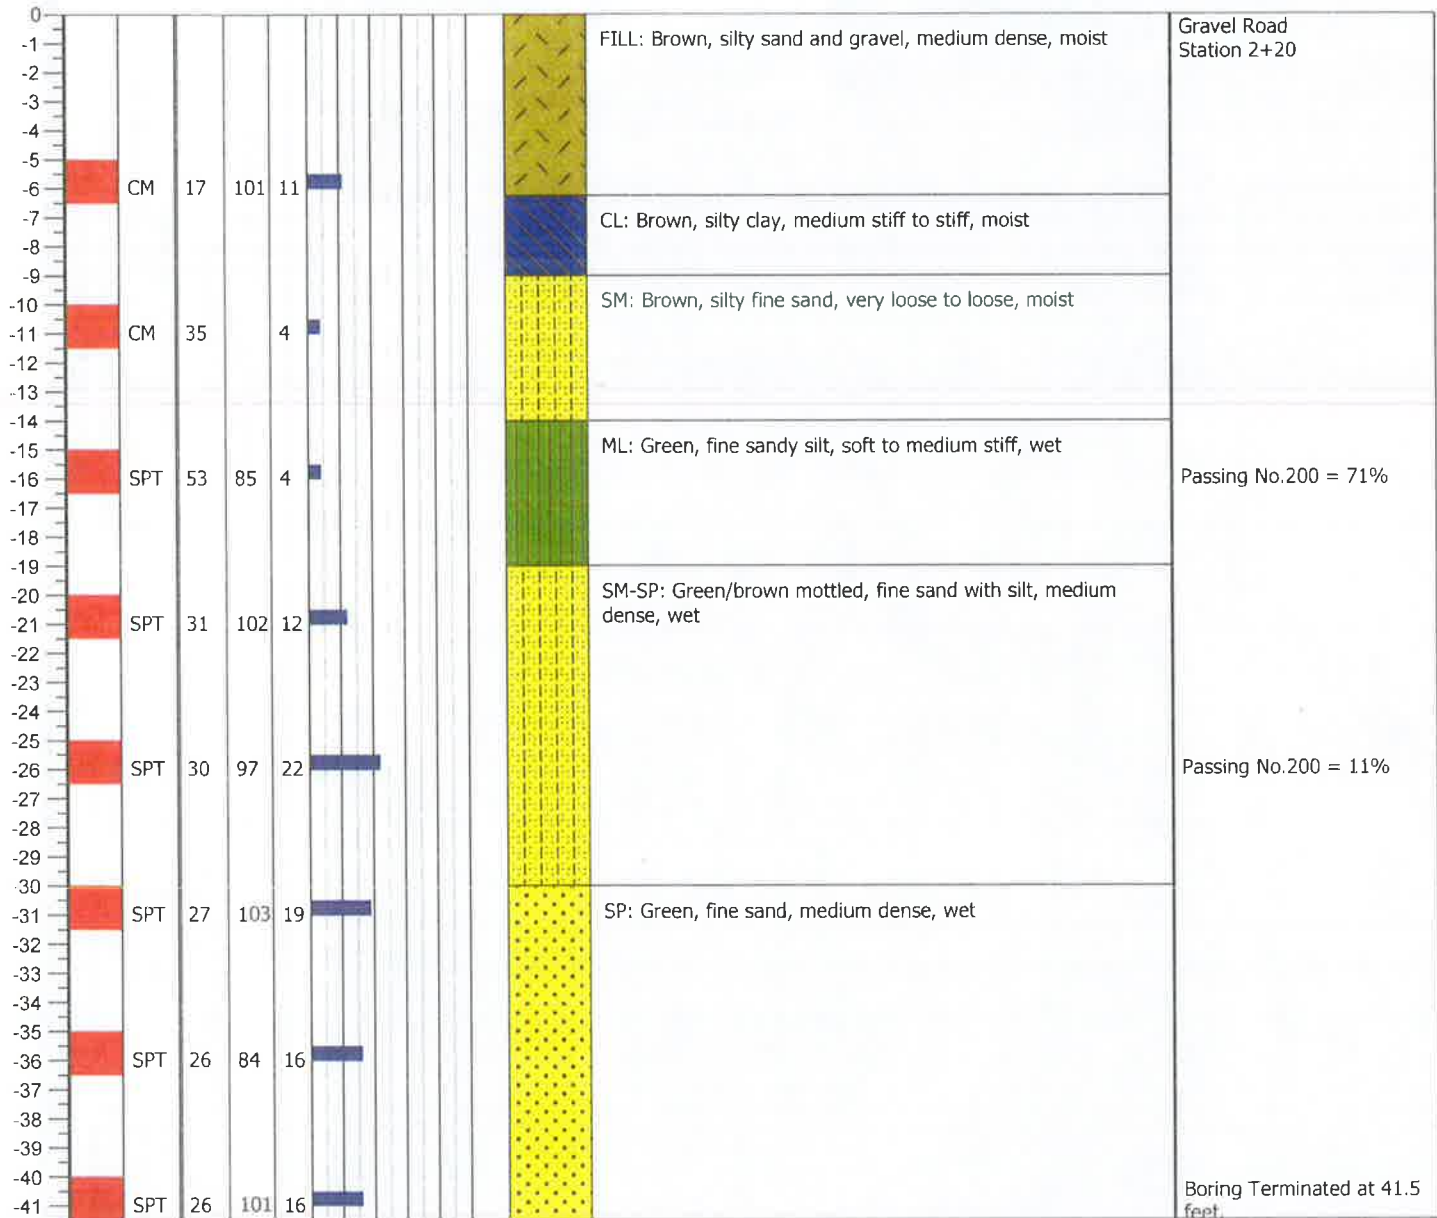 0
Gravel Road
FILL: Brown, silty sand and gravel, medium dense, moist
-1
Station 2+20
-2
-3
-4
-5
-6 CM 17 101 11
-7
CL: Brown, silty clay, medium stiff to stiff, moist
-8
-9
-10
SM: Brown, silty fine sand, very loose to loose, moist
-11 CM 35 4
-12
-13
-14
-15
ML: Green, fine sandy silt, soft to medium stiff, wet
-16 SPT 53 85 4 Passing No.200 = 71%
-17
-18
-19
-20
SM-SP: Green/brown mottled, fine sand with silt, medium
dense, wet
-21 SPT 31 102 12
-22
-23
-24
-25
-26 SPT 30 97 22 Passing No.200 = 11%
-27
-28
-29
-30
-31 SPT 27 103 19 SP: Green, fine sand, medium dense, wet
-32
-33
-34
-35
-36 SPT 26 84 16
-37
-38
-39
-40
Boring Terminated at 41.5
-41 SPT 26 101 16
feet.